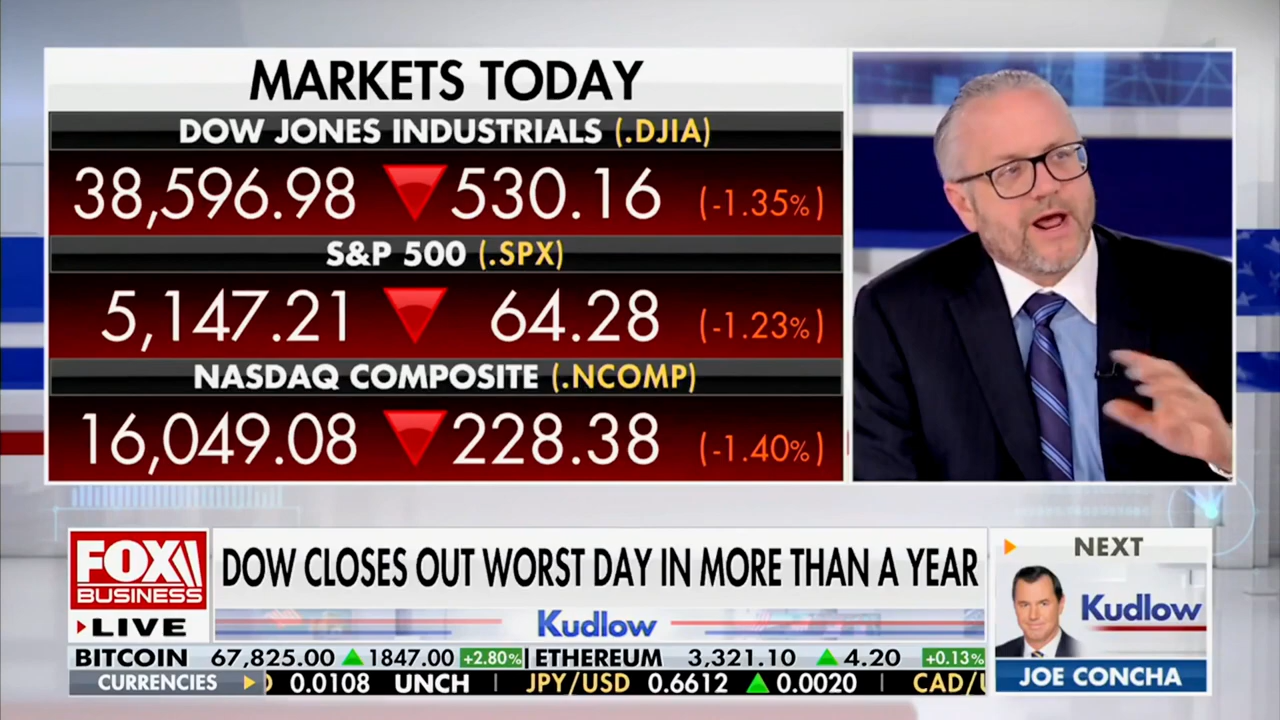 MARKETS TODAY
DOW JONES INDUSTRIALS (.DJIA)
38,596.98 ▼ 530.16 (-1.35%)
S&P 500 (.SPX)
5,147.21 ▼ 64.28 (-1.23%)
NASDAQ COMPOSITE (.NCOMP)
16,049.08 ▼ 228.38 (-1.40%)
FOX
BUSINESS
LIVE
DOW CLOSES OUT WORST DAY IN MORE THAN A YEAR
Kudlow
NEXT
Kudlow
JOE CONCHA
BITCOIN 67,825.00 ▲ 1847.00 +2.80% | ETHEREUM 3,321.10 ▲ 4.20 +0.13%
CURRENCIES 0.0108 UNCH | JPY/USD 0.6612 ▲ 0.0020 | CAD/